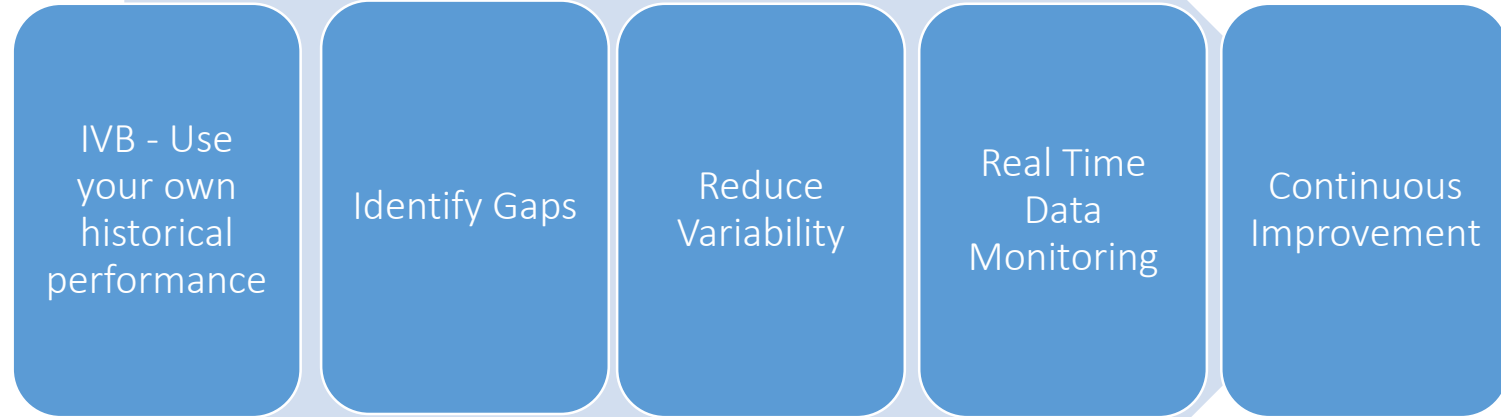 IVB - Use
your own
historical
performance
Identify Gaps
Reduce
Variability
Real Time
Data
Monitoring
Continuous
Improvement